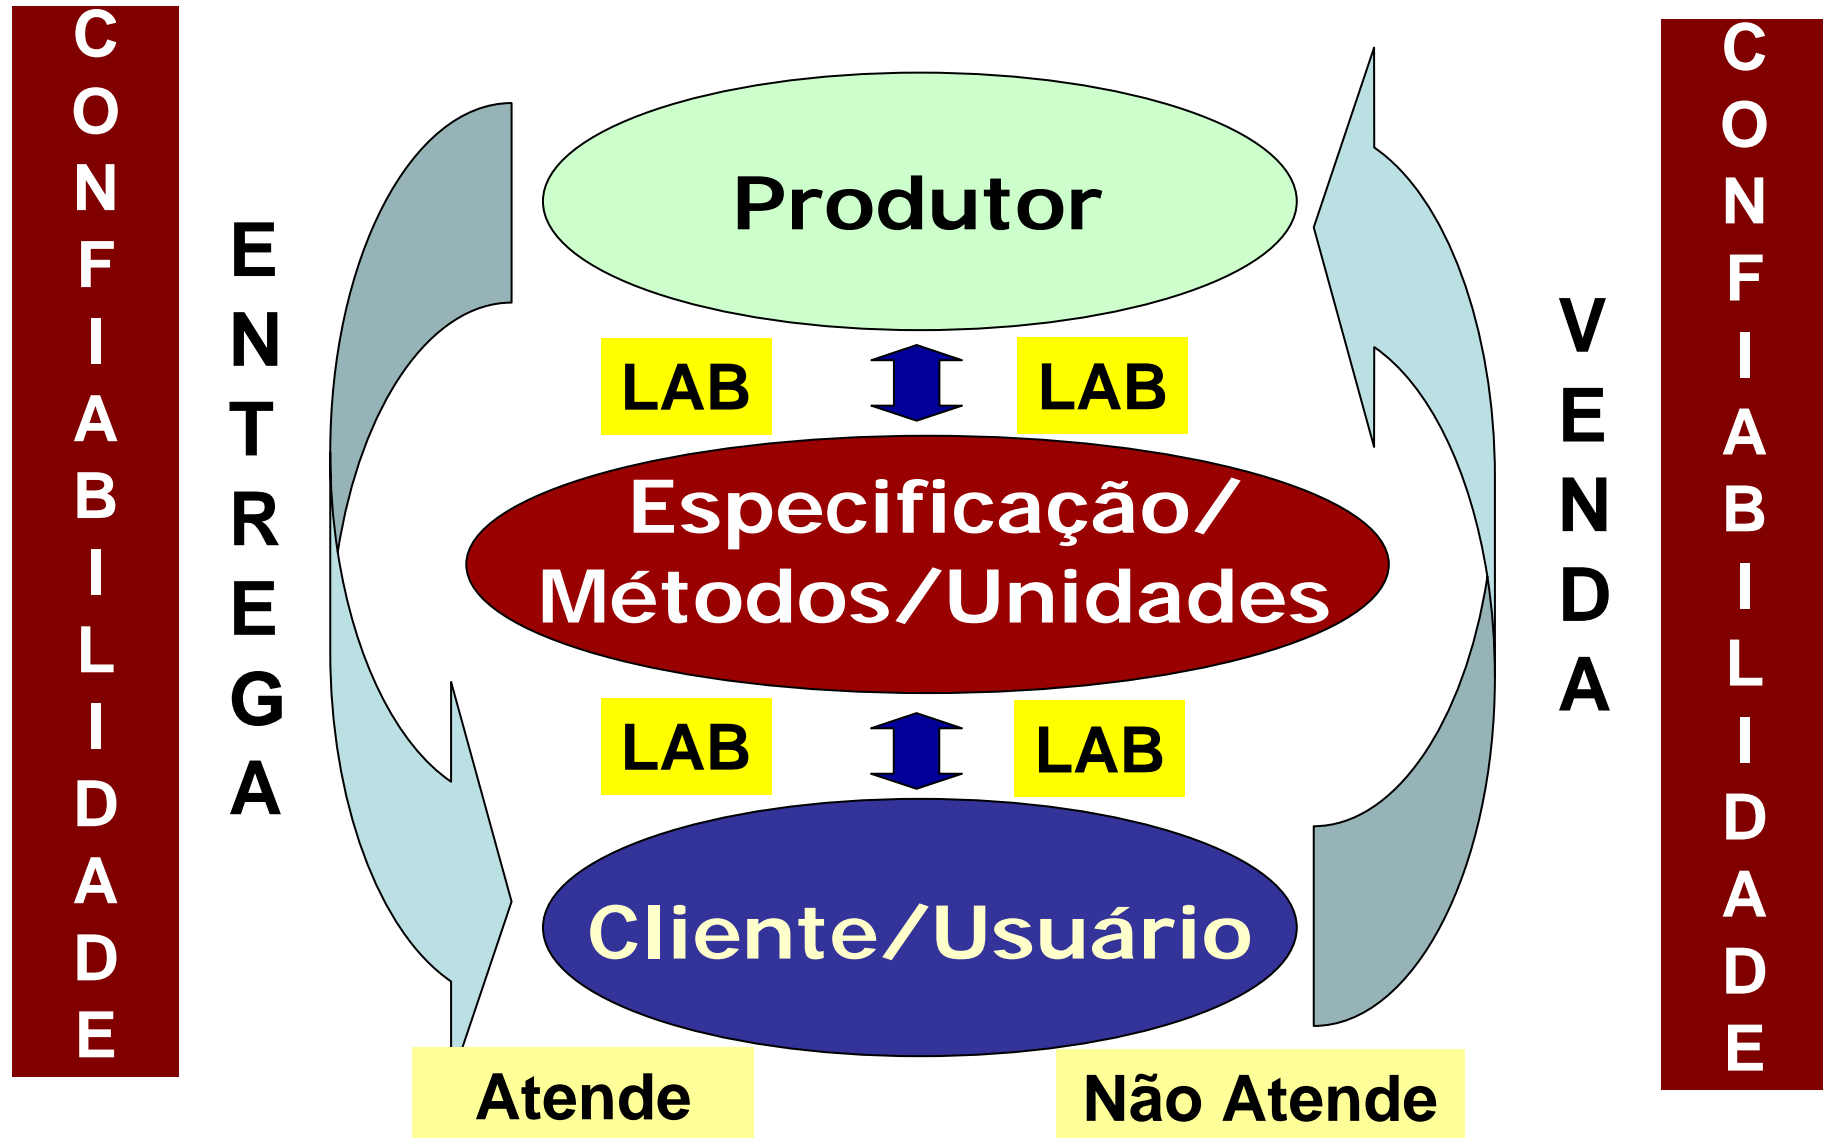 CONFIABILIDADE
ENTREGA
Produtor
LAB
LAB
Especificação/
Métodos/Unidades
LAB
LAB
Cliente/Usuário
Atende
Não Atende
VENDA
CONFIABILIDADE